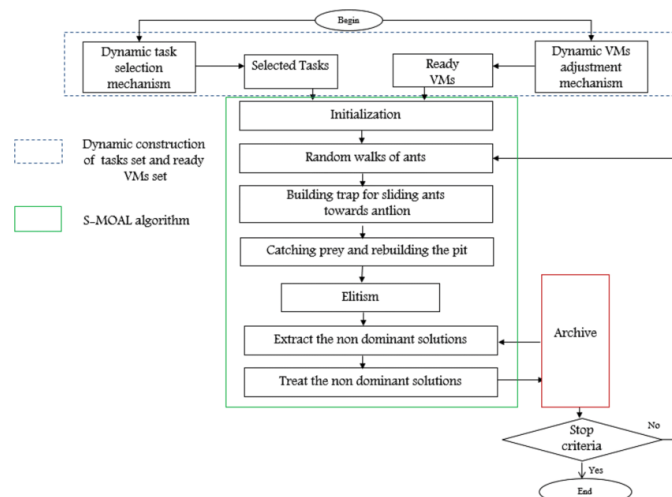 Begin
Dynamic task
selection
mechanism
Selected Tasks
Ready
VMs
Dynamic VMs
adjustment
mechanism
Initialization
Dynamic construction
of tasks set and ready
VMs set
Random walks of ants
Building trap for sliding ants
towards antlion
S-MOAL algorithm
Catching prey and rebuilding the pit
Elitism
Extract the non dominant solutions
Archive
Treat the non dominant solutions
Stop
criteria
No
Yes
End